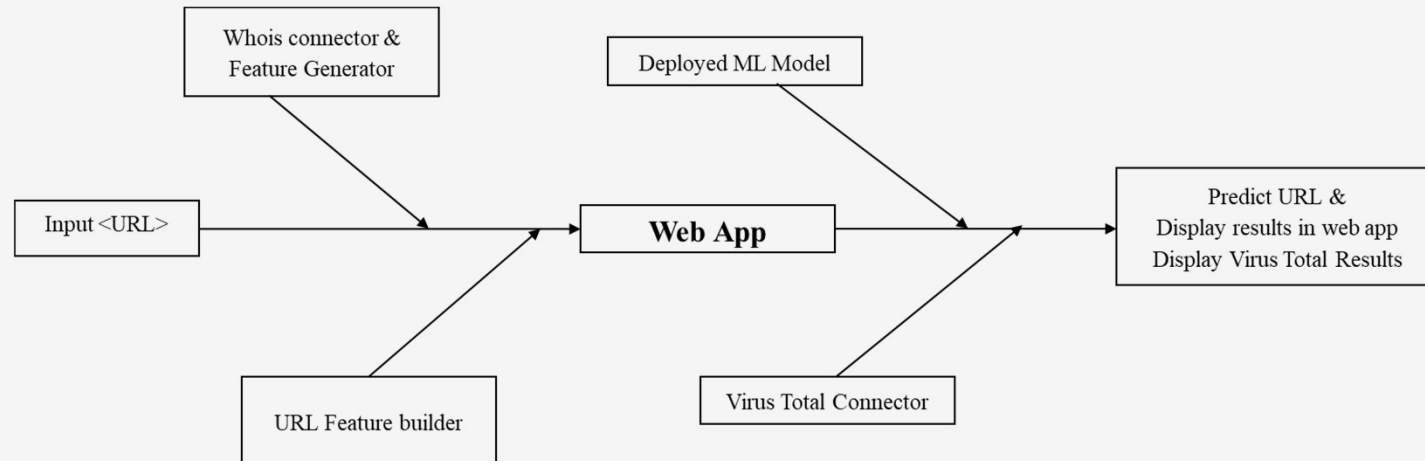 Whois connector &
Feature Generator
Deployed ML Model
Input <URL>
Web App
Predict URL &
Display results in web app
Display Virus Total Results
URL Feature builder
Virus Total Connector